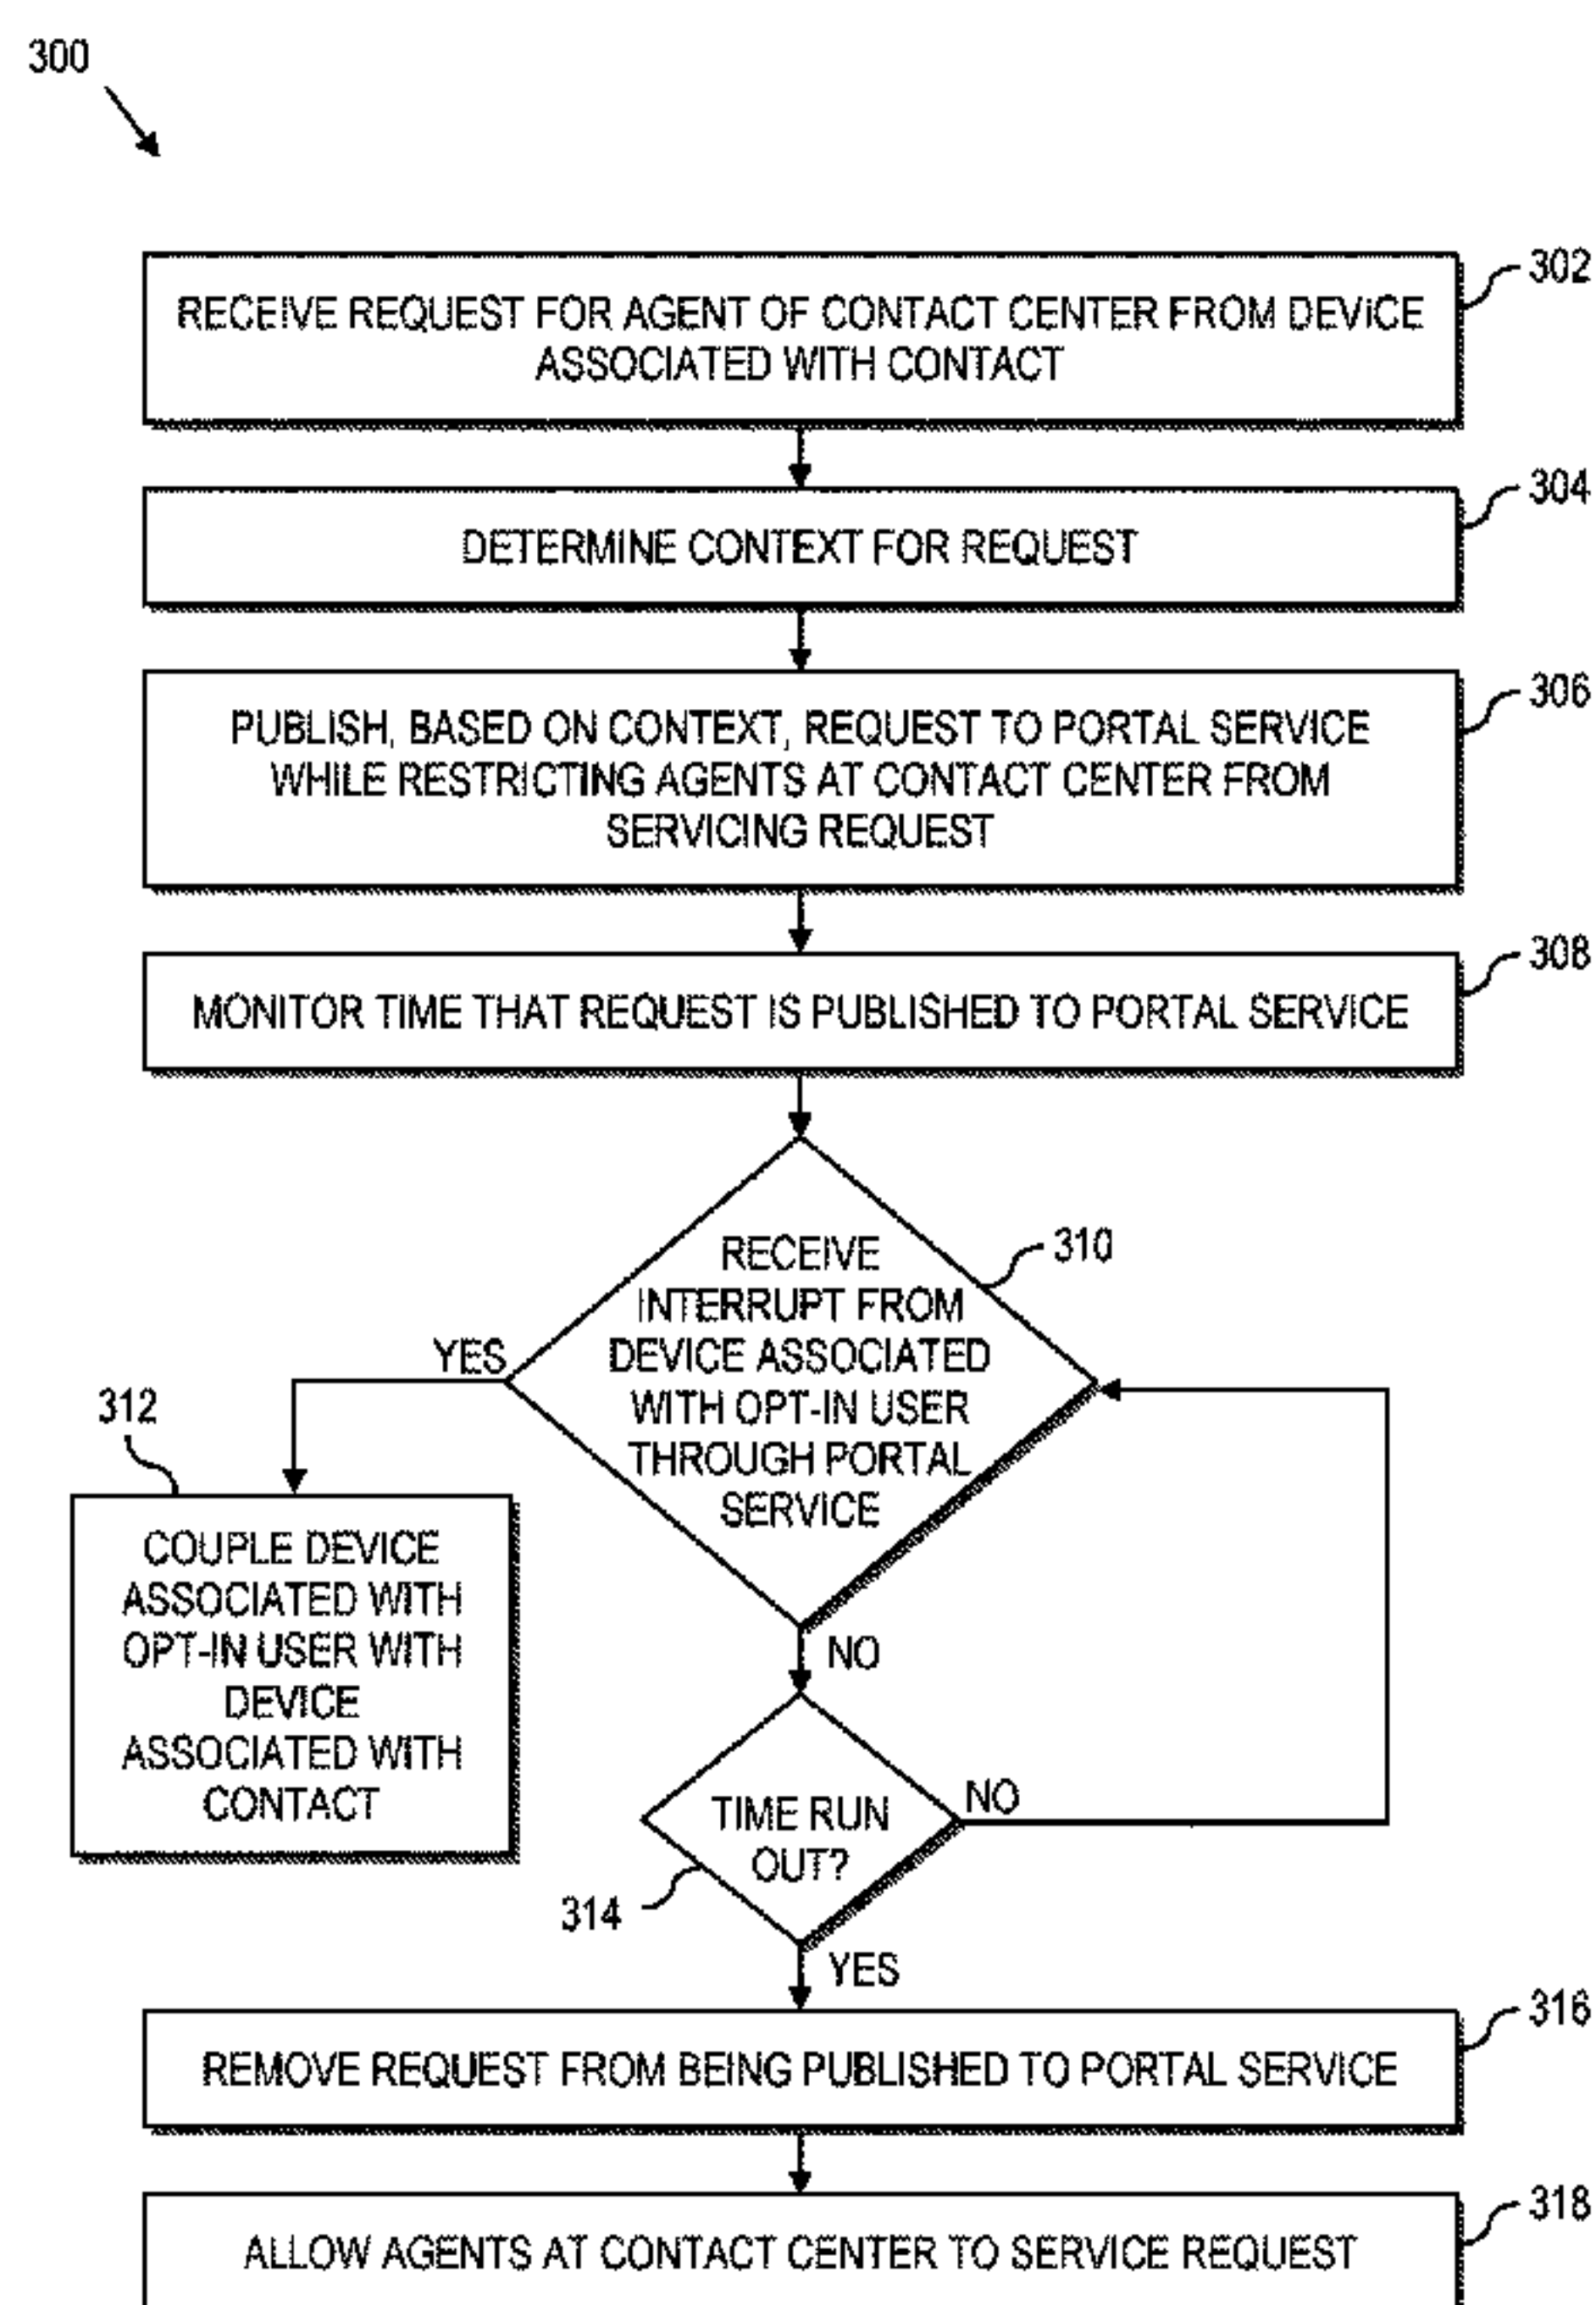 300
302
RECEIVE REQUEST FOR AGENT OF CONTACT CENTER FROM DEVICE
ASSOCIATED WITH CONTACT
304
DETERMINE CONTEXT FOR REQUEST
306
PUBLISH, BASED ON CONTEXT, REQUEST TO PORTAL SERVICE
WHILE RESTRICTING AGENTS AT CONTACT CENTER FROM
SERVICING REQUEST
308
MONITOR TIME THAT REQUEST IS PUBLISHED TO PORTAL SERVICE
310
RECEIVE
INTERRUPT FROM
DEVICE ASSOCIATED
WITH OPT-IN USER
THROUGH PORTAL
SERVICE
YES
312
COUPLE DEVICE
ASSOCIATED WITH
OPT-IN USER WITH
DEVICE
ASSOCIATED WITH
CONTACT
NO
TIME RUN
OUT?
NO
314
YES
316
REMOVE REQUEST FROM BEING PUBLISHED TO PORTAL SERVICE
318
ALLOW AGENTS AT CONTACT CENTER TO SERVICE REQUEST